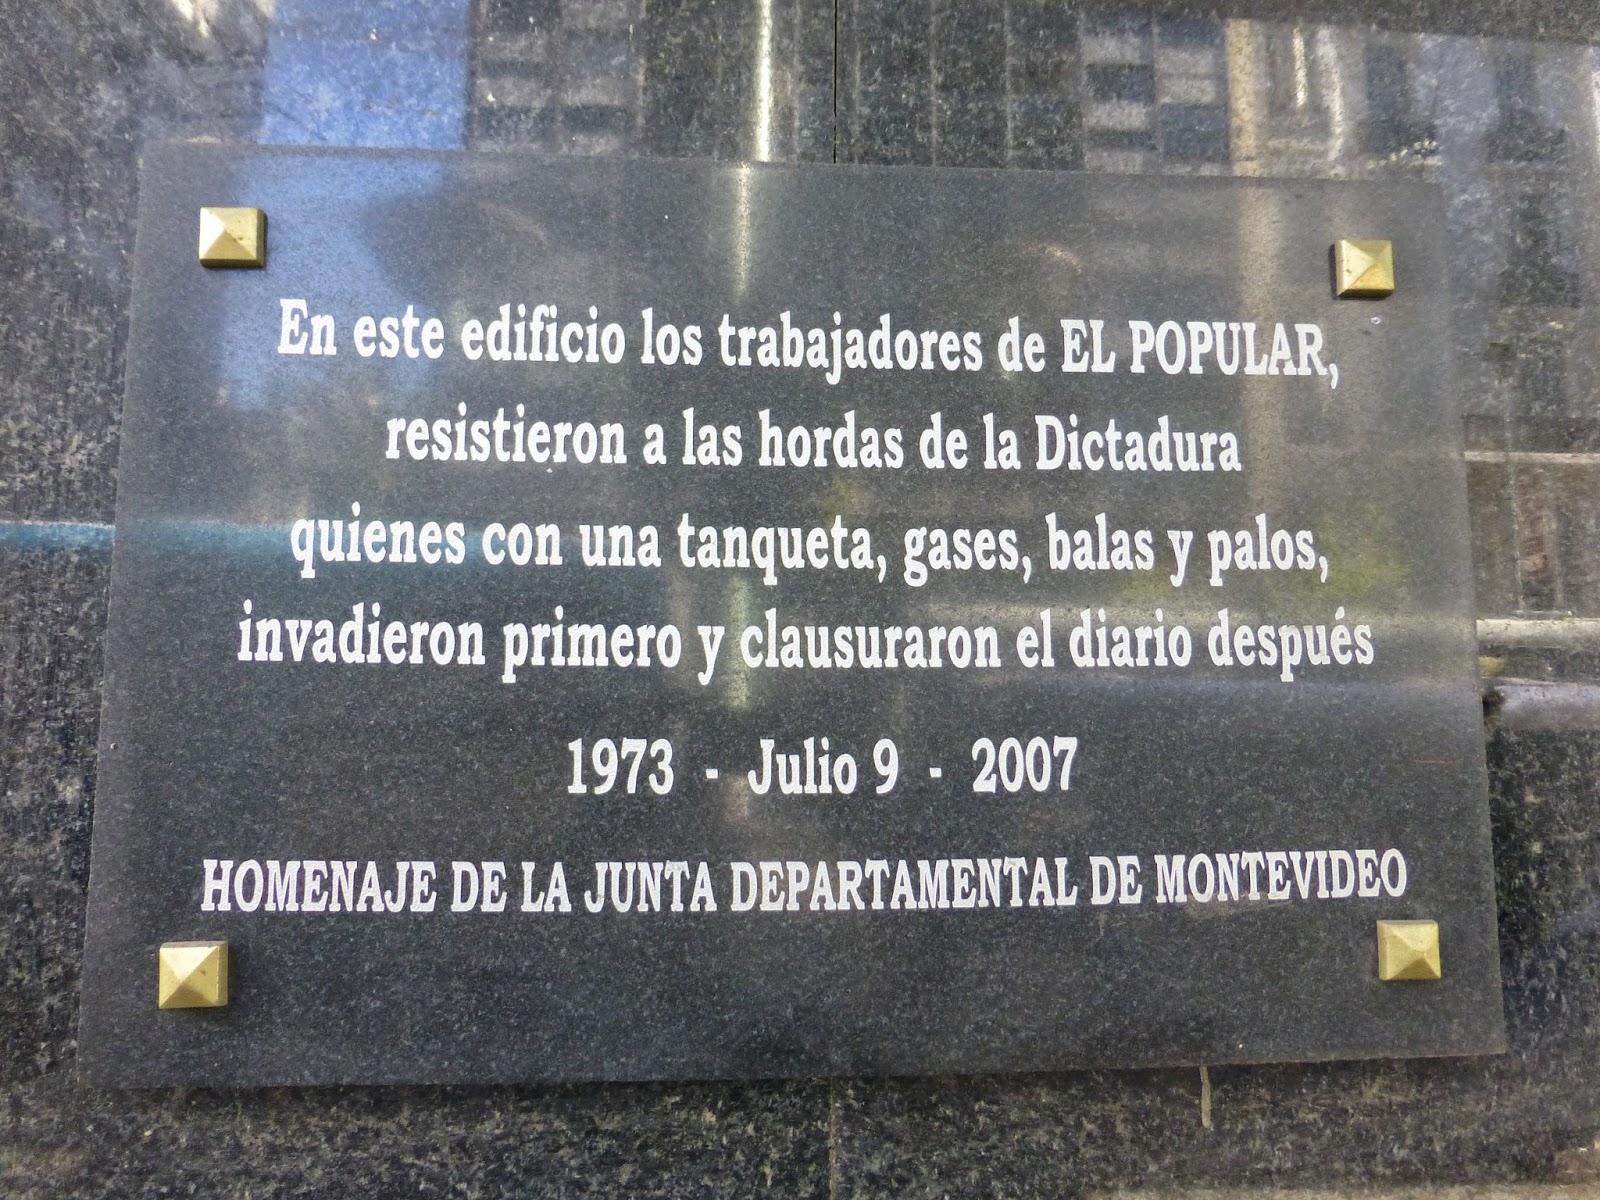 En este edificio los trabajadores de EL POPULAR,
resistieron a las hordas de la Dictadura
quienes con una tanqueta, gases, balas y palos,
invadieron primero y clausuraron el diario después
1973 - Julio 9 - 2007
HOMENAJE DE LA JUNTA DEPARTAMENTAL DE MONTEVIDEO